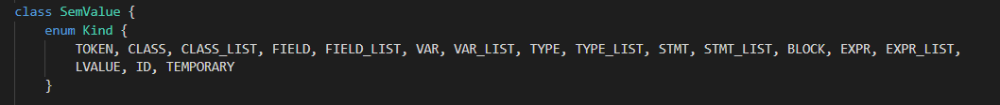 class SemValue {
enum Kind {
TOKEN, CLASS, CLASS_LIST, FIELD, FIELD_LIST, VAR, VAR_LIST, TYPE, TYPE_LIST, STMT, STMT_LIST, BLOCK, EXPR, EXPR_LIST,
LVALUE, ID, TEMPORARY
}